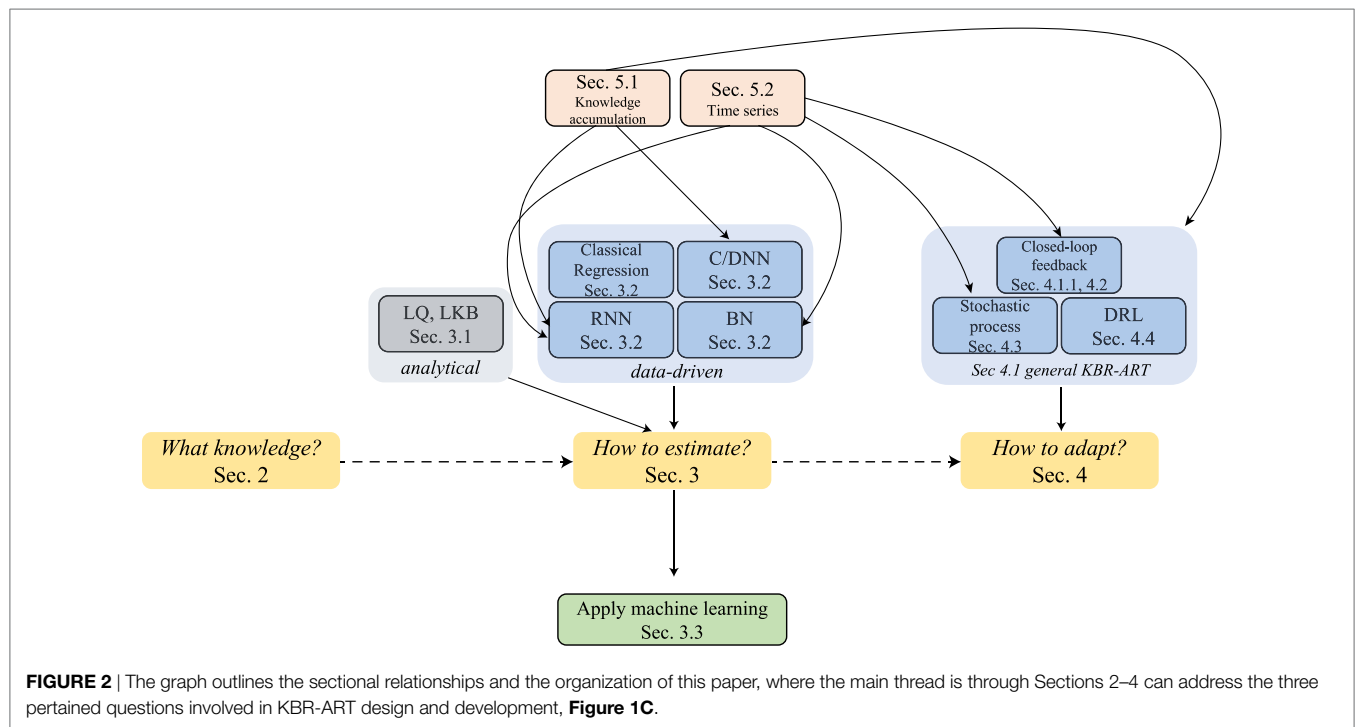 Sec. 5.1
Knowledge
accumulation
Sec. 5.2
Time series
Classical
Regression
Sec. 3.2
C/DNN
Sec. 3.2
RNN
Sec. 3.2
BN
Sec. 3.2
data-driven
LQ, LKB
Sec. 3.1
analytical
Closed-loop
feedback
Sec. 4.1.1, 4.2
Stochastic
process
Sec. 4.3
DRL
Sec. 4.4
Sec 4.1 general KBR-ART
What knowledge?
Sec. 2
How to estimate?
Sec. 3
How to adapt?
Sec. 4
Apply machine learning
Sec. 3.3
FIGURE 2 | The graph outlines the sectional relationships and the organization of this paper, where the main thread is through Sections 2–4 can address the three
pertained questions involved in KBR-ART design and development, Figure 1C.